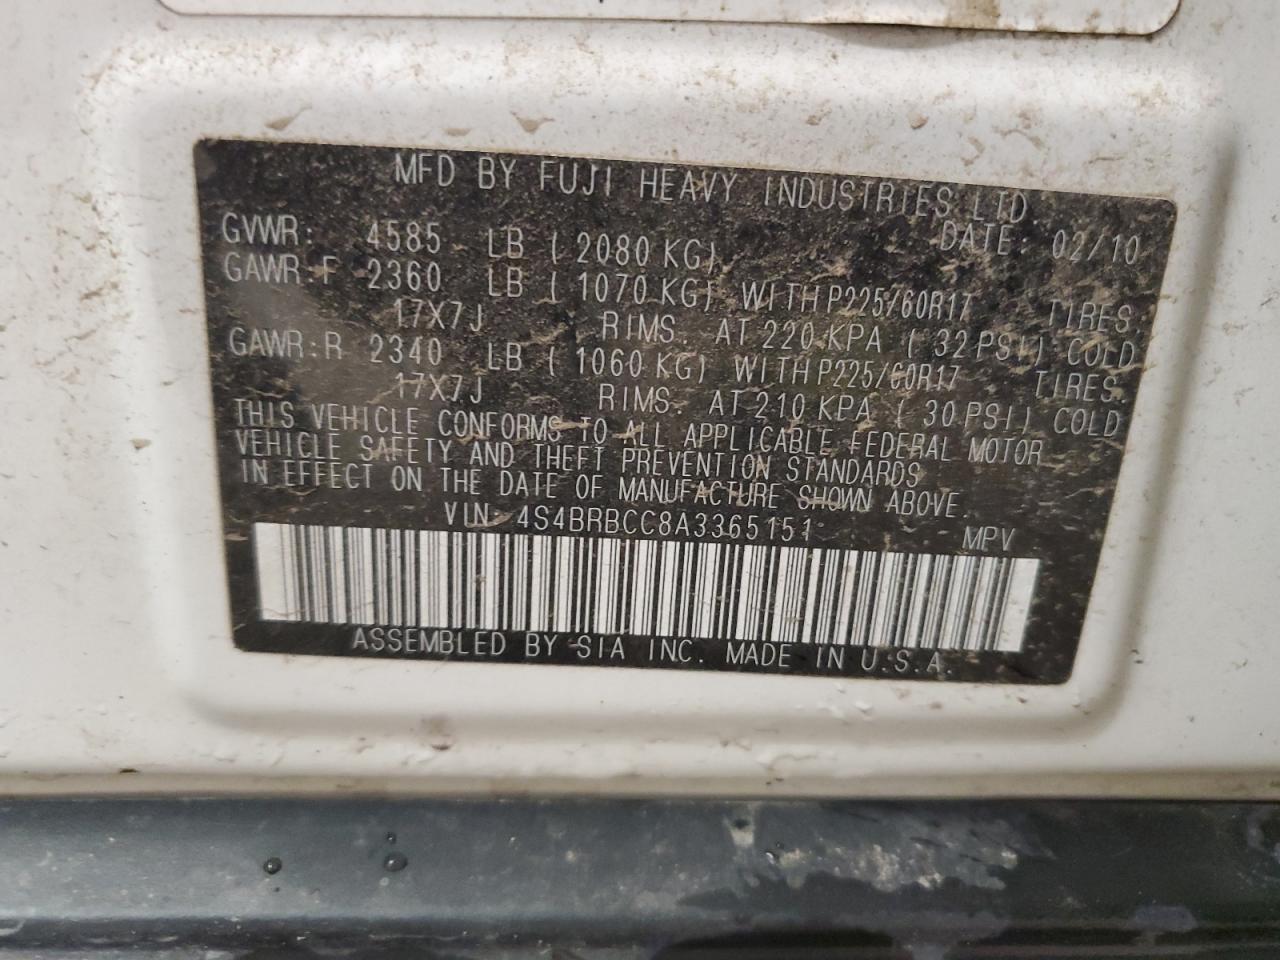 MFD BY FUJI HEAVY INDUSTRIES LTD.
DATE: 02/10
GVWR: 4585 LB ( 2080 KG)
GAWR:F 2360 LB ( 1070 KG) WITH P225/60R17 TIRES.
17X7J RIMS. AT 220 KPA ( 32 PSI) COLD
GAWR:R 2340 LB ( 1060 KG) WITH P225/60R17 TIRES.
17X7J RIMS. AT 210 KPA ( 30 PSI) COLD
THIS VEHICLE CONFORMS TO ALL APPLICABLE FEDERAL MOTOR
VEHICLE SAFETY AND THEFT PREVENTION STANDARDS
IN EFFECT ON THE DATE OF MANUFACTURE SHOWN ABOVE.
VIN: 4S4BRBCC8A3365151 MPV
ASSEMBLED BY SIA INC. MADE IN U.S.A.